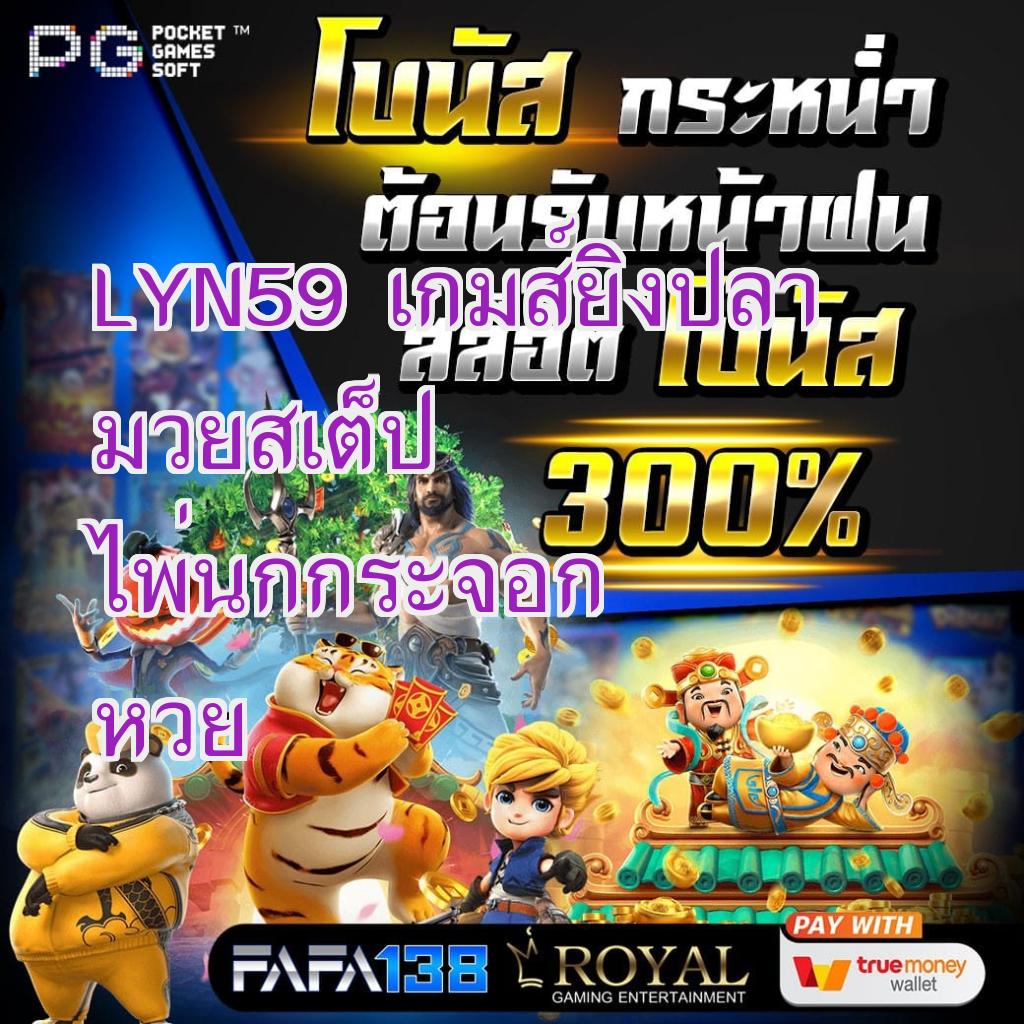 PG POCKET GAMES SOFT™
โบนัส กระหน่ำ
ต้อนรับหน้าฝน
LYN59 เกมส์ยิงปลา
สล็อต โบนัส
มวยสเต็ป
300%
ไพ่นกกระจอก
หวย
FAFA138
ROYAL
GAMING ENTERTAINMENT
PAY WITH
truemoney
wallet